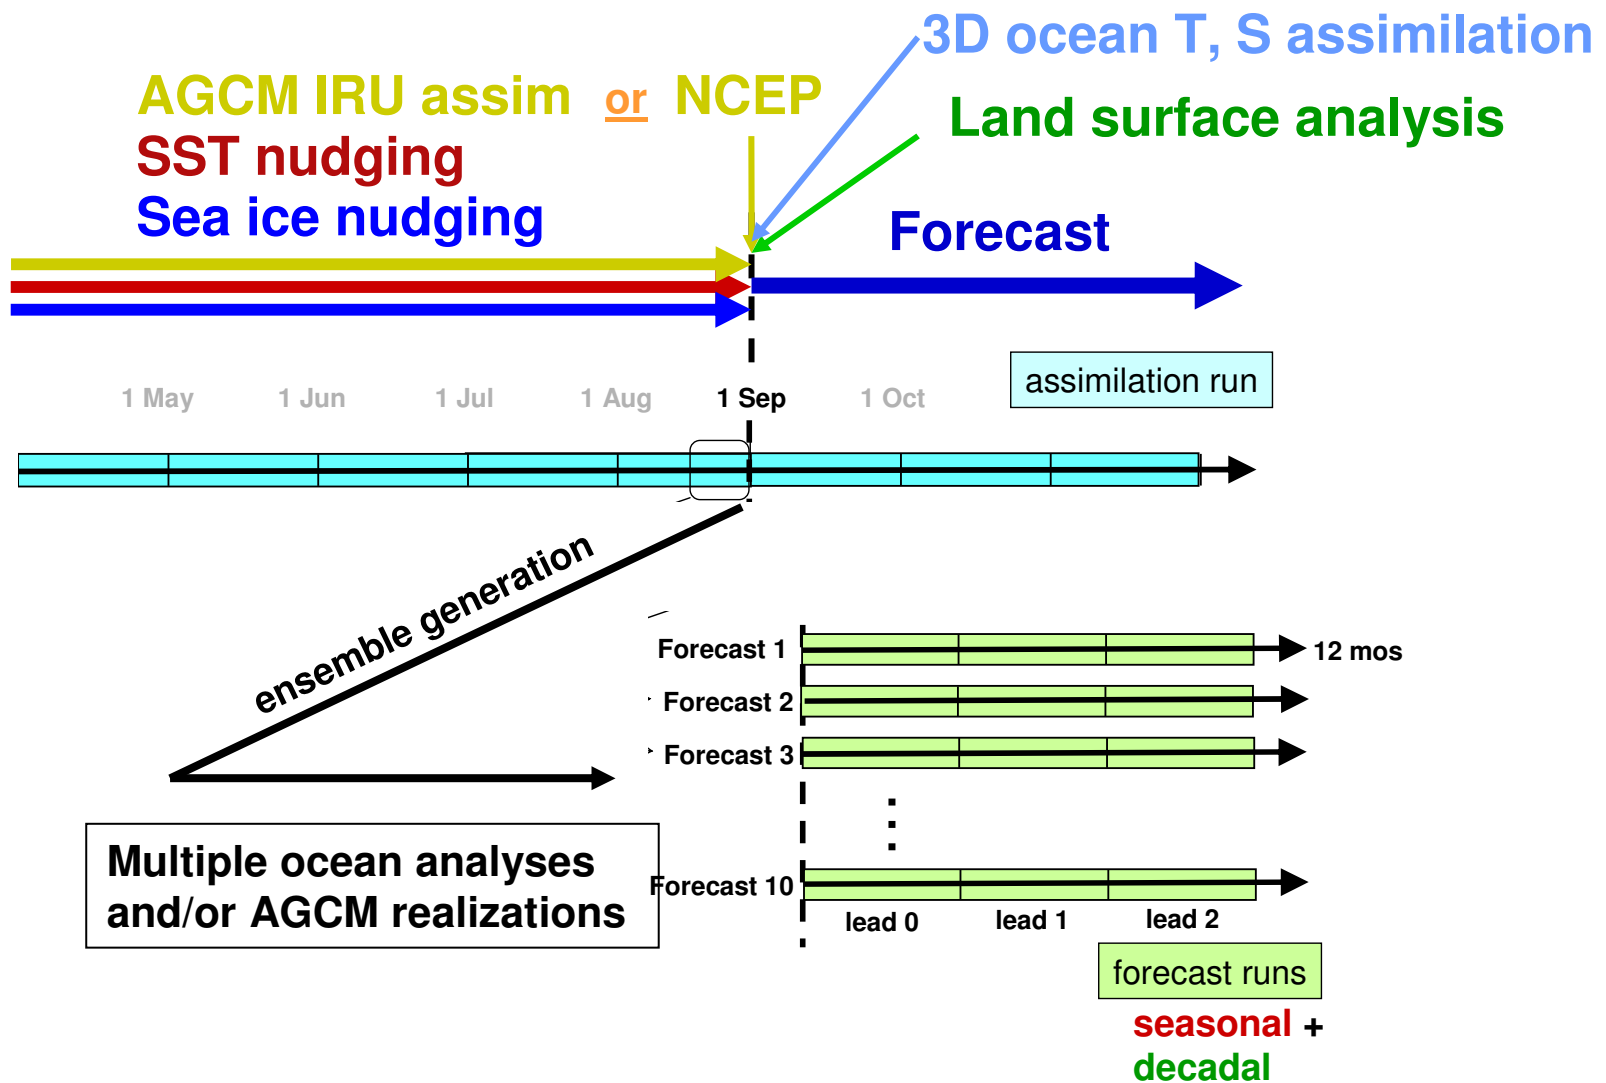 3D ocean T, S assimilation
AGCM IRU assim or NCEP
Land surface analysis
SST nudging
Sea ice nudging
Forecast
assimilation run
1 May 1 Jun 1 Jul 1 Aug 1 Sep 1 Oct
ensemble generation
Forecast 1
12 mos
Forecast 2
Forecast 3
Multiple ocean analyses
and/or AGCM realizations
Forecast 10
lead 0 lead 1 lead 2
forecast runs
seasonal +
decadal